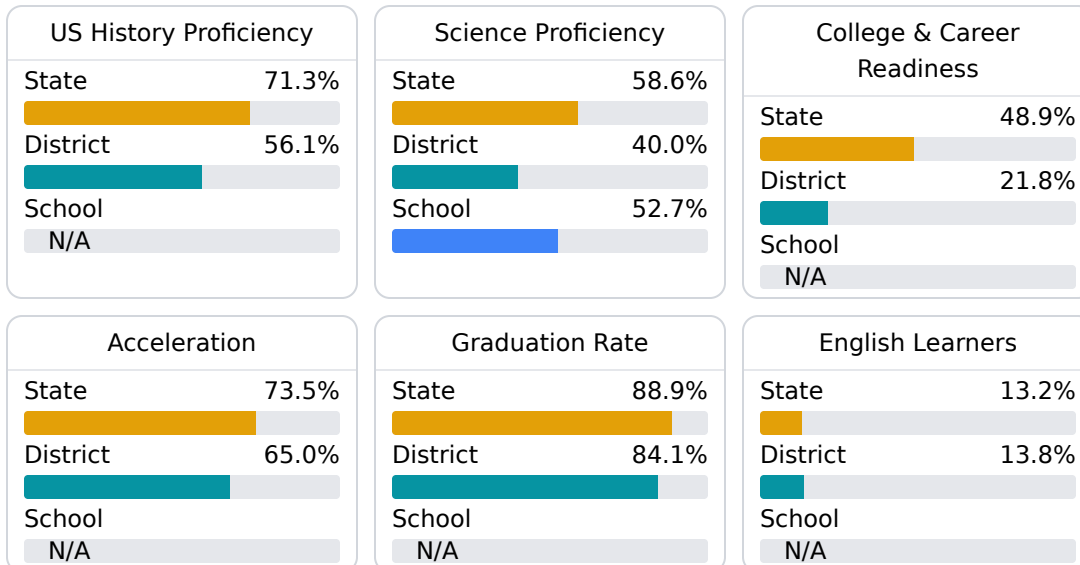 US History Proficiency
State 71.3%
District 56.1%
School
N/A
Science Proficiency
State 58.6%
District 40.0%
School 52.7%
College & Career
Readiness
State 48.9%
District 21.8%
School
N/A
Acceleration
State 73.5%
District 65.0%
School
N/A
Graduation Rate
State 88.9%
District 84.1%
School
N/A
English Learners
State 13.2%
District 13.8%
School
N/A